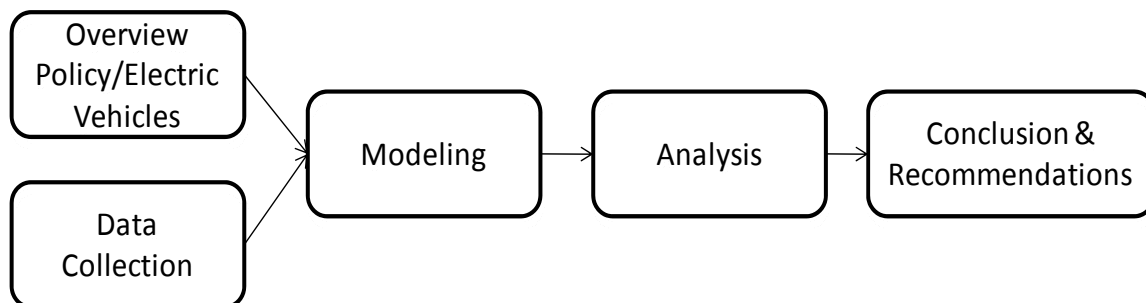 Overview
Policy/Electric
Vehicles
Data
Collection
Modeling
Analysis
Conclusion &
Recommendations